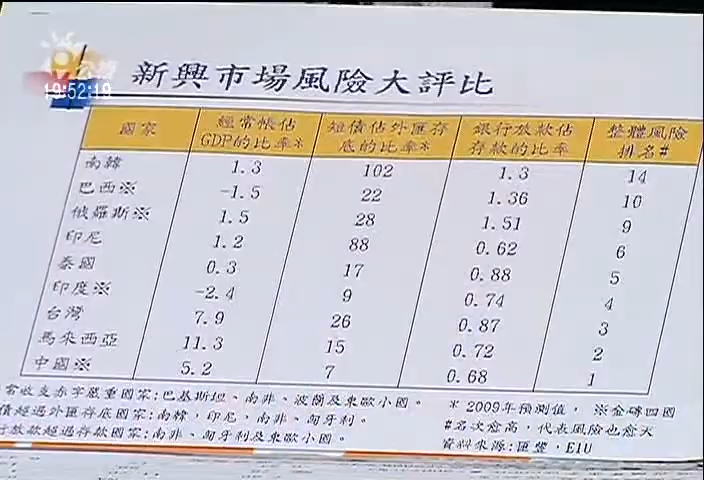 公視
19:52:19
新興市場風險大評比
國家 經常帳佔GDP的比率* 短債佔外匯存底的比率* 銀行放款佔存款的比率 整體風險排名#
南韓 1.3 102 1.3 14
巴西※ -1.5 22 1.36 10
俄羅斯※ 1.5 28 1.51 9
印尼 1.2 88 0.62 6
泰國 0.3 17 0.88 5
印度※ -2.4 9 0.74 4
台灣 7.9 26 0.87 3
馬來西亞 11.3 15 0.72 2
中國※ 5.2 7 0.68 1
常收支赤字嚴重國家:巴基斯坦、南非、波蘭及東歐小國。
債超過外匯存底國家:南韓,印尼,南非、匈牙利。
行放款超過存款國家:南非、匈牙利及東歐小國。
* 2009年預測值, ※金磚四國
#名次愈高,代表風險也愈大
資料來源:匯豐,EIU